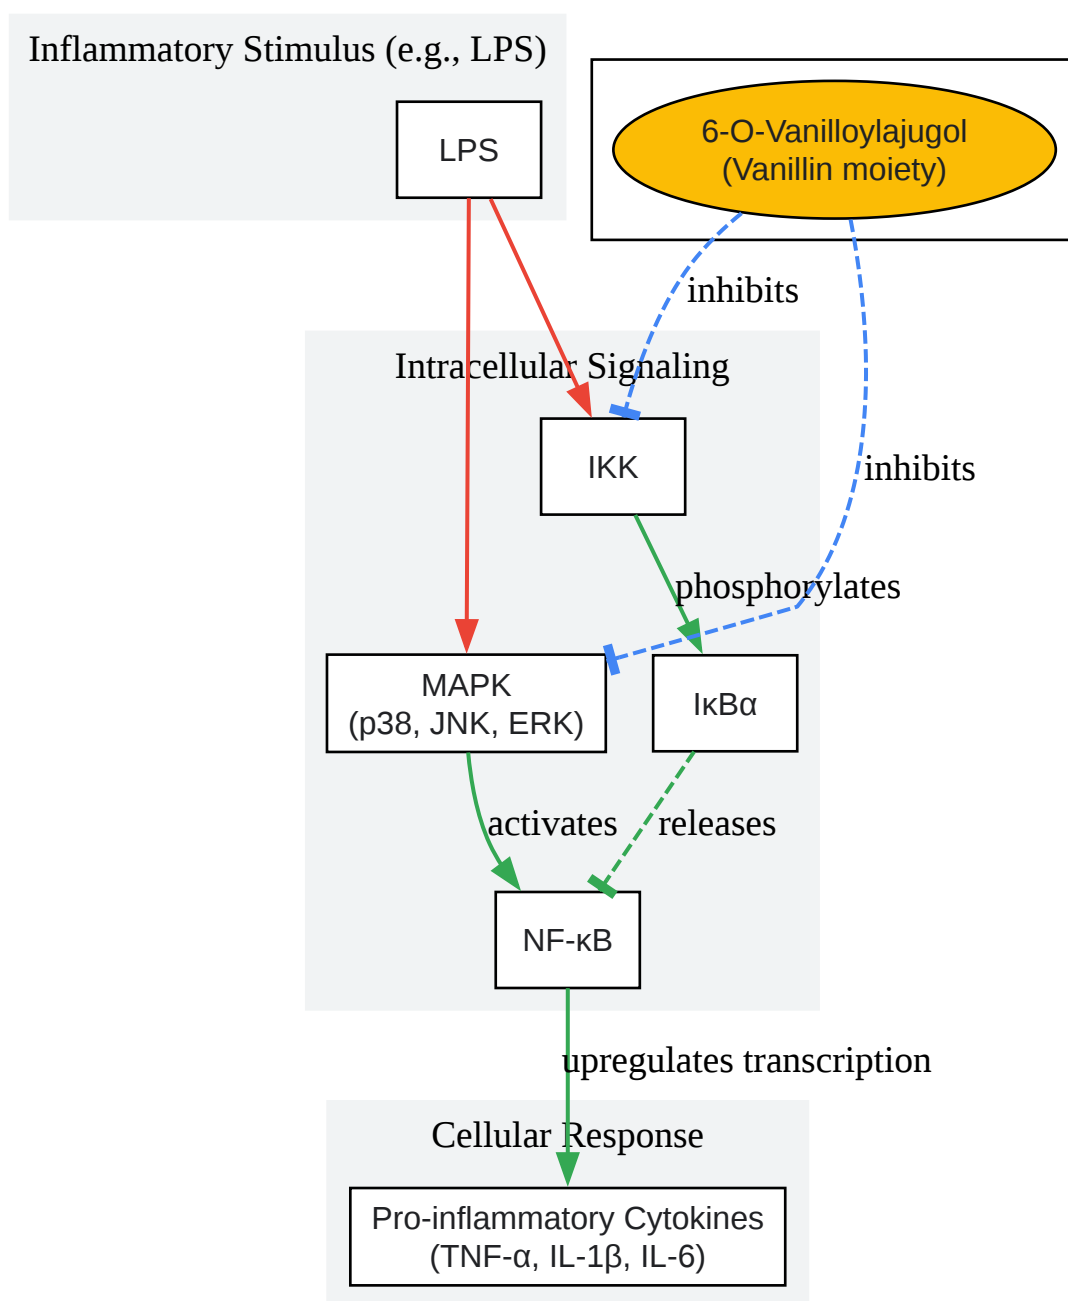 Inflammatory Stimulus (e.g., LPS)
LPS
6-O-Vanilloylajugol
(Vanillin moiety)
inhibits
Intracellular Signaling
IKK
inhibits
phosphorylates
MAPK
(p38, JNK, ERK)
IκBα
activates
releases
NF-κB
upregulates transcription
Cellular Response
Pro-inflammatory Cytokines
(TNF-α, IL-1β, IL-6)